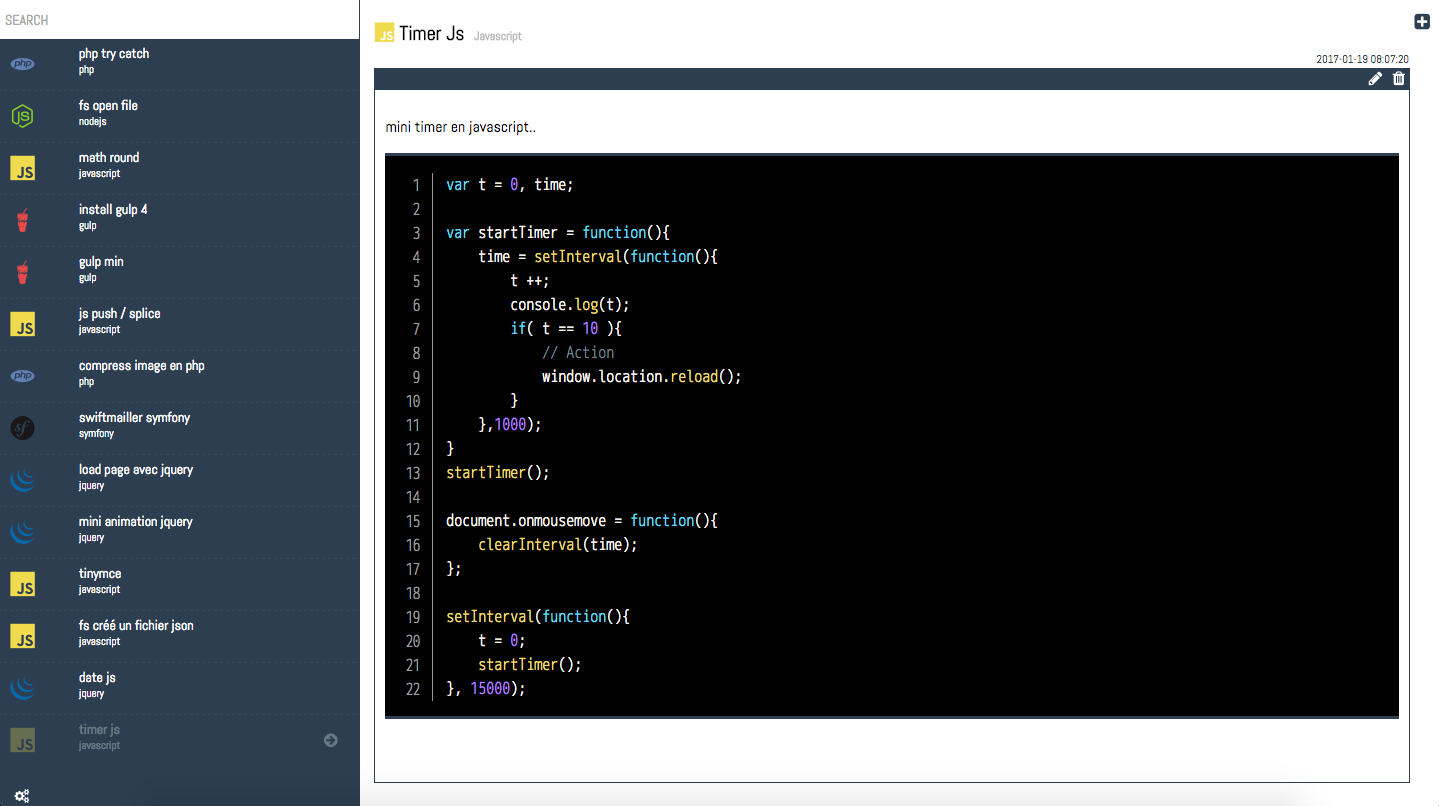 SEARCH
php try catch
php
fs open file
nodejs
math round
javascript
install gulp 4
gulp
gulp min
gulp
js push / splice
javascript
compress image en php
php
swiftmailler symfony
symfony
load page avec jquery
jquery
mini animation jquery
jquery
tinymce
javascript
fs créé un fichier json
javascript
date js
jquery
timer js
javascript
php
JS
JS
JS
php
sf
JS
JS
JS
JS Timer Js Javascript
2017-01-19 08:07:20
mini timer en javascript..
1 var t = 0, time;
2
3 var startTimer = function(){
4 time = setInterval(function(){
5 t ++;
6 console.log(t);
7 if( t == 10 ){
8 // Action
9 window.location.reload();
10 }
11 },1000);
12 }
13 startTimer();
14
15 document.onmousemove = function(){
16 clearInterval(time);
17 };
18
19 setInterval(function(){
20 t = 0;
21 startTimer();
22 }, 15000);